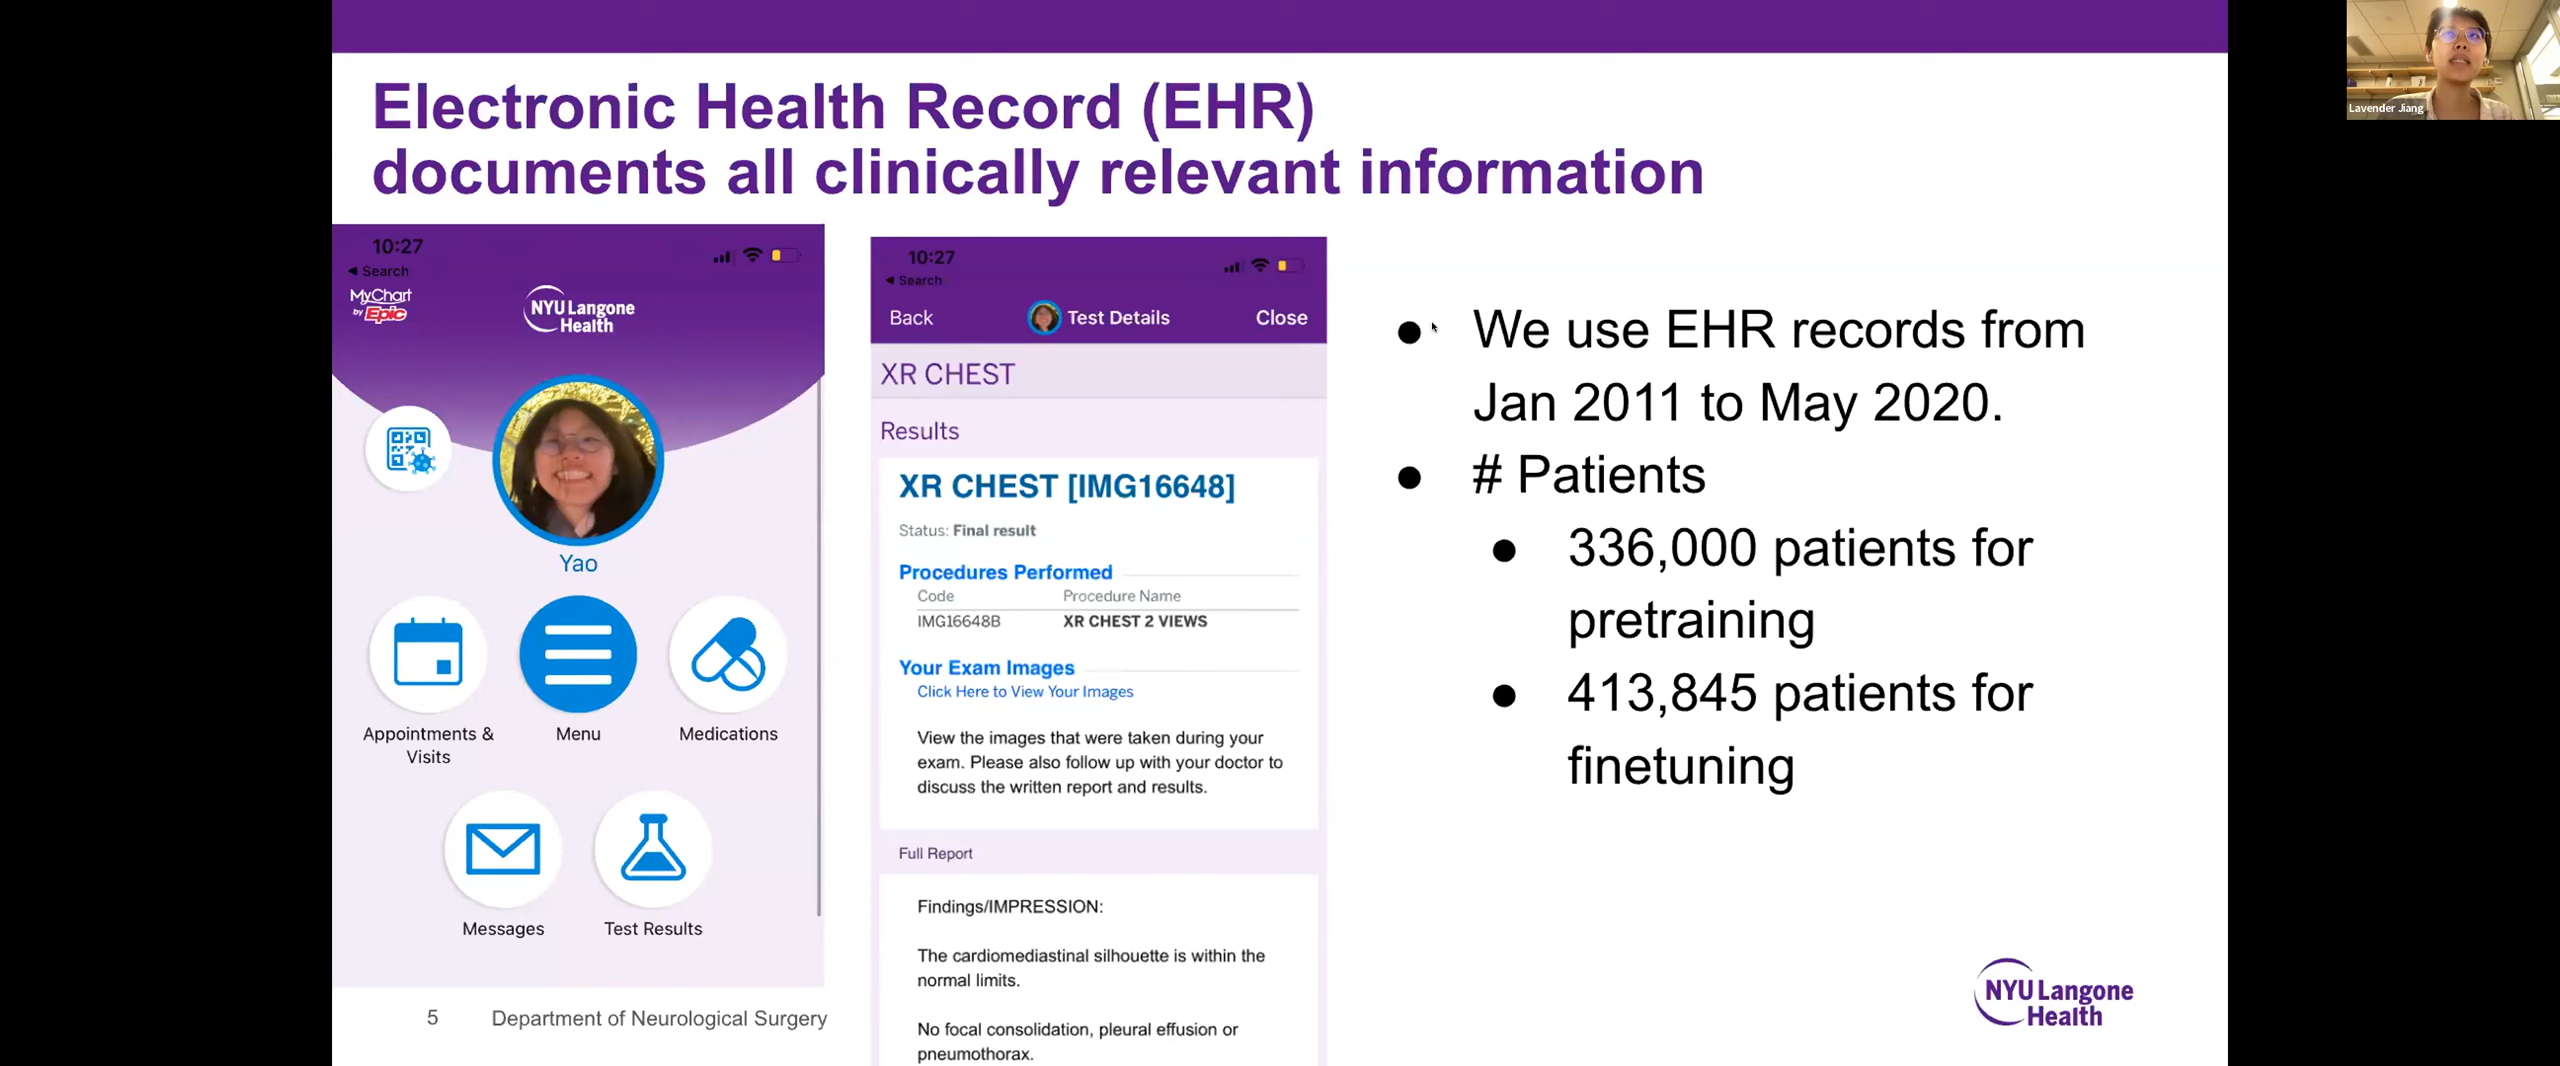 Electronic Health Record (EHR)
documents all clinically relevant information
10:27
Search
MyChart
by Epic
NYU Langone
Health
Yao
Appointments &
Visits
Menu
Medications
Messages
Test Results
10:27
Search
Back
Test Details
Close
XR CHEST
Results
XR CHEST [IMG16648]
Status: Final result
Procedures Performed
Code Procedure Name
IMG16648B XR CHEST 2 VIEWS
Your Exam Images
Click Here to View Your Images
View the images that were taken during your
exam. Please also follow up with your doctor to
discuss the written report and results.
Full Report
Findings/IMPRESSION:
The cardiomediastinal silhouette is within the
normal limits.
No focal consolidation, pleural effusion or
pneumothorax.
● We use EHR records from
Jan 2011 to May 2020.
● # Patients
● 336,000 patients for
pretraining
● 413,845 patients for
finetuning
5 Department of Neurological Surgery
NYU Langone
Health
Lavender Jiang